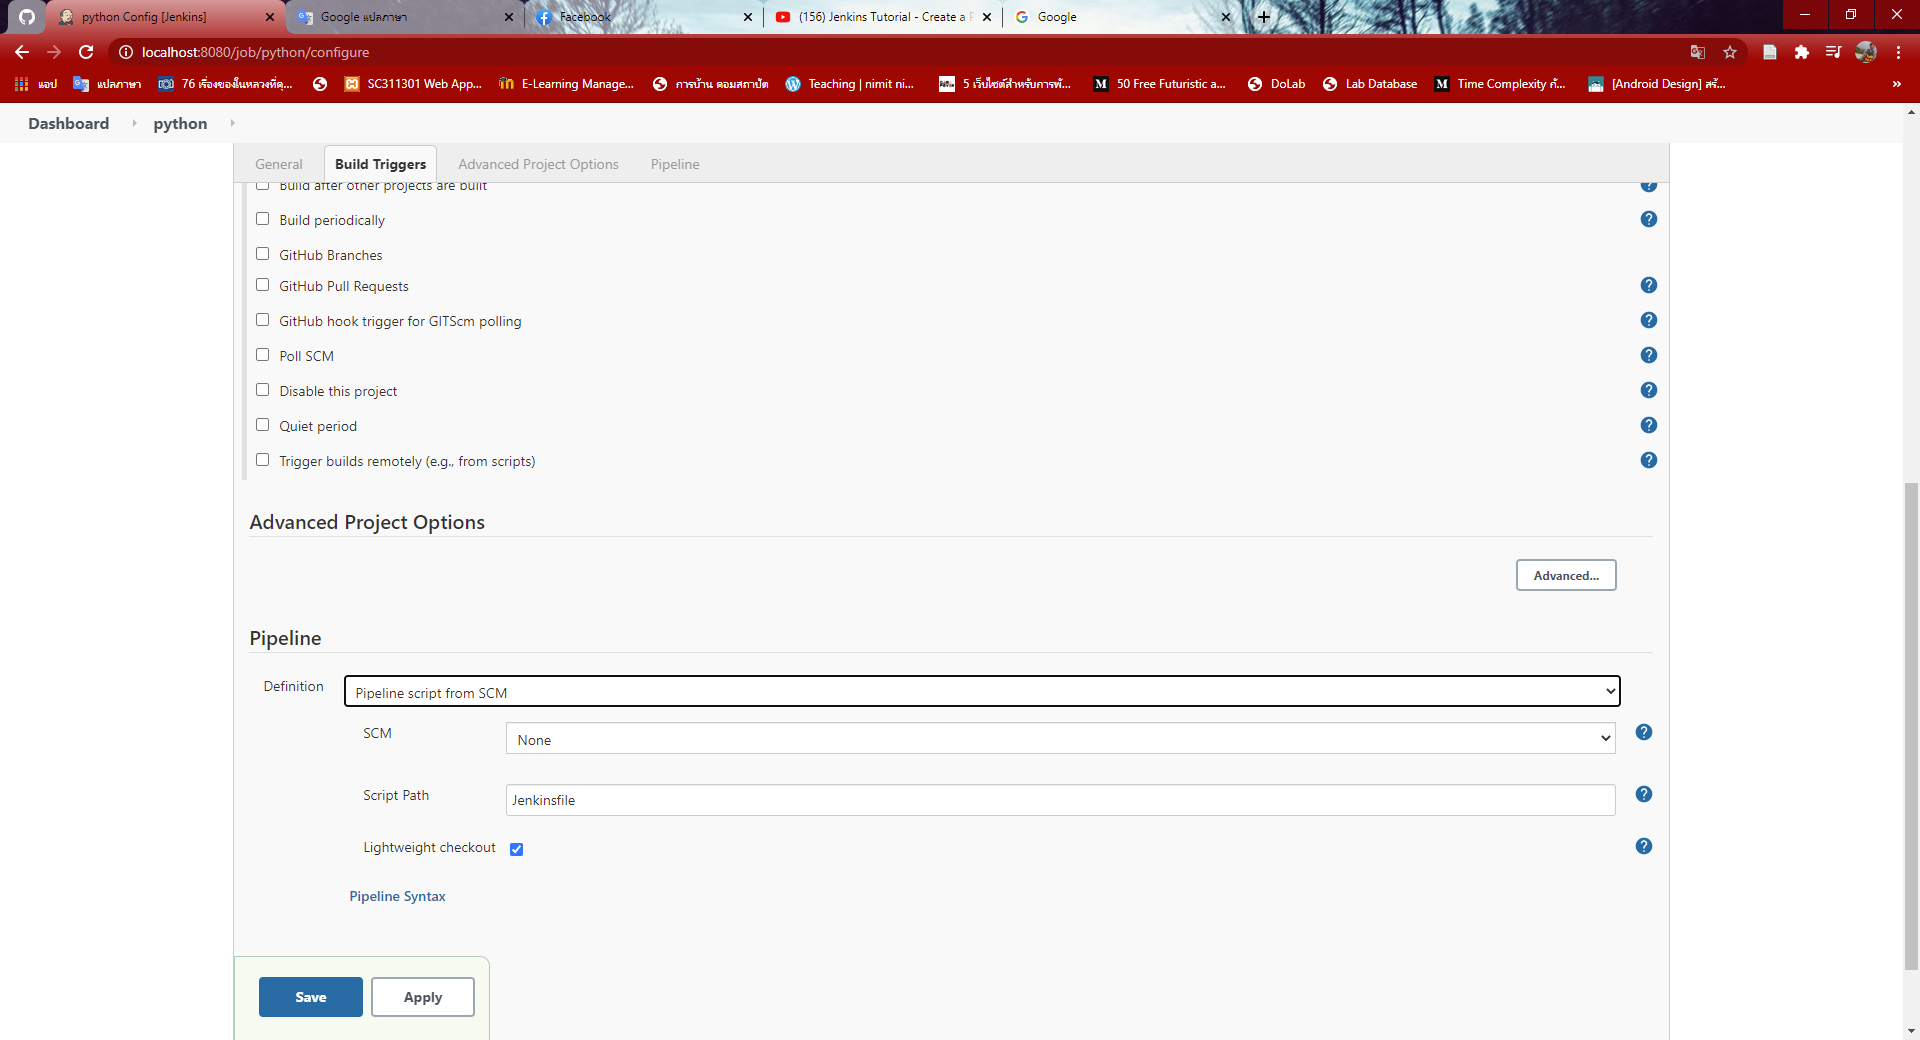 python Config [Jenkins]
Google แปลภาษา
Facebook
(156) Jenkins Tutorial - Create a P
Google
localhost:8080/job/python/configure
แอป
แปลภาษา
76 เรื่องของในหลวงที่คุ...
SC311301 Web App...
E-Learning Manage...
การบ้าน ดอมสถาปัต
Teaching | nimit ni...
5 เว็บไซต์สำหรับการพั...
50 Free Futuristic a...
DoLab
Lab Database
Time Complexity กั...
[Android Design] สร้...
Dashboard
python
General
Build Triggers
Advanced Project Options
Pipeline
Build after other projects are built
Build periodically
GitHub Branches
GitHub Pull Requests
GitHub hook trigger for GITScm polling
Poll SCM
Disable this project
Quiet period
Trigger builds remotely (e.g., from scripts)
Advanced Project Options
Advanced...
Pipeline
Definition
Pipeline script from SCM
SCM
None
Script Path
Jenkinsfile
Lightweight checkout
Pipeline Syntax
Save
Apply